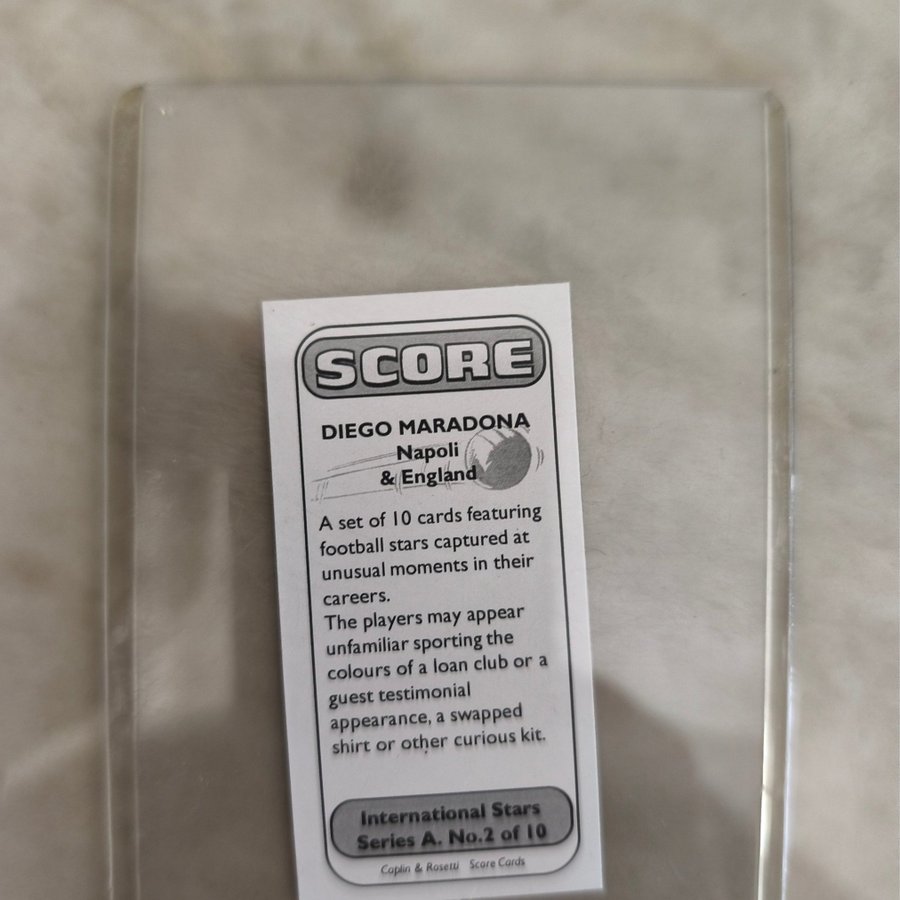 SCORE
DIEGO MARADONA
Napoli
& England
A set of 10 cards featuring
football stars captured at
unusual moments in their
careers.
The players may appear
unfamiliar sporting the
colours of a loan club or a
guest testimonial
appearance, a swapped
shirt or other curious kit.
International Stars
Series A. No.2 of 10
Caplin & Rosetti Score Cards